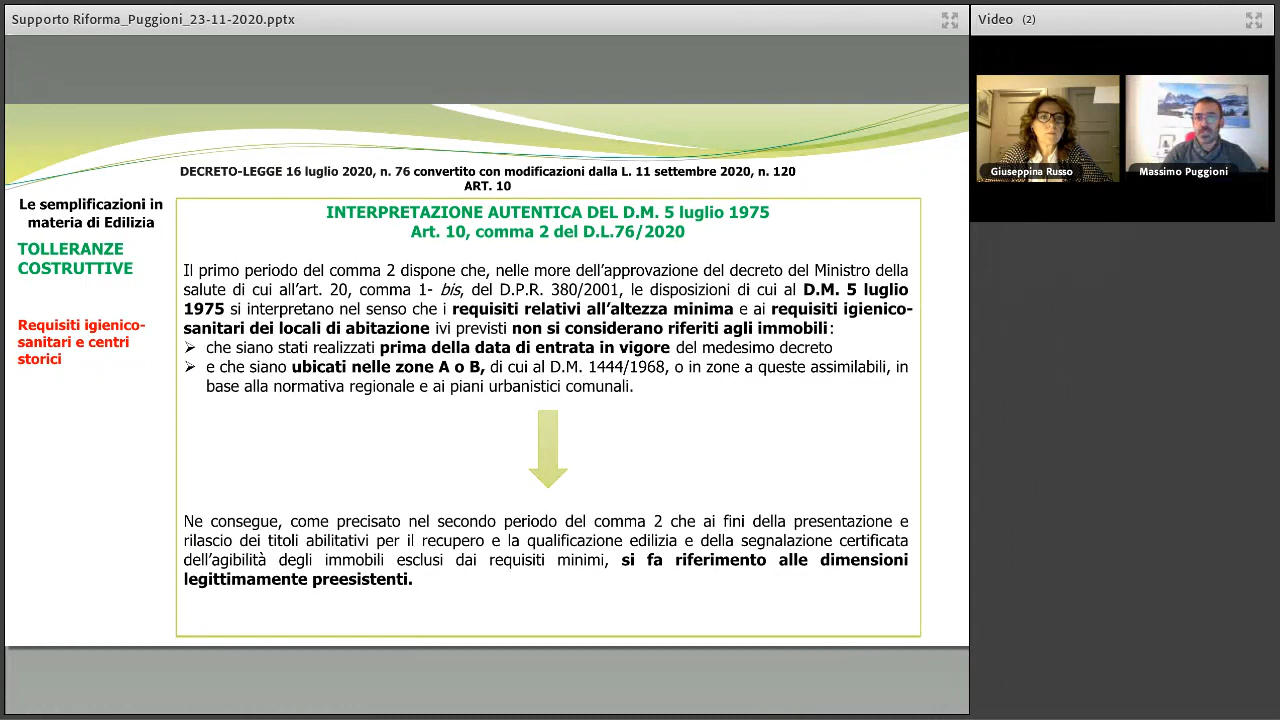 Supporto Riforma_Puggioni_23-11-2020.pptx
Video (2)
Giuseppina Russo
Massimo Puggioni
DECRETO-LEGGE 16 luglio 2020, n. 76 convertito con modificazioni dalla L. 11 settembre 2020, n. 120
ART. 10
Le semplificazioni in
materia di Edilizia
TOLLERANZE
COSTRUTTIVE
Requisiti igienico-
sanitari e centri
storici
INTERPRETAZIONE AUTENTICA DEL D.M. 5 luglio 1975
Art. 10, comma 2 del D.L.76/2020
Il primo periodo del comma 2 dispone che, nelle more dell'approvazione del decreto del Ministro della
salute di cui all'art. 20, comma 1- bis, del D.P.R. 380/2001, le disposizioni di cui al D.M. 5 luglio
1975 si interpretano nel senso che i requisiti relativi all'altezza minima e ai requisiti igienico-
sanitari dei locali di abitazione ivi previsti non si considerano riferiti agli immobili:
➢ che siano stati realizzati prima della data di entrata in vigore del medesimo decreto
➢ e che siano ubicati nelle zone A o B, di cui al D.M. 1444/1968, o in zone a queste assimilabili, in
base alla normativa regionale e ai piani urbanistici comunali.
Ne consegue, come precisato nel secondo periodo del comma 2 che ai fini della presentazione e
rilascio dei titoli abilitativi per il recupero e la qualificazione edilizia e della segnalazione certificata
dell'agibilità degli immobili esclusi dai requisiti minimi, si fa riferimento alle dimensioni
legittimamente preesistenti.